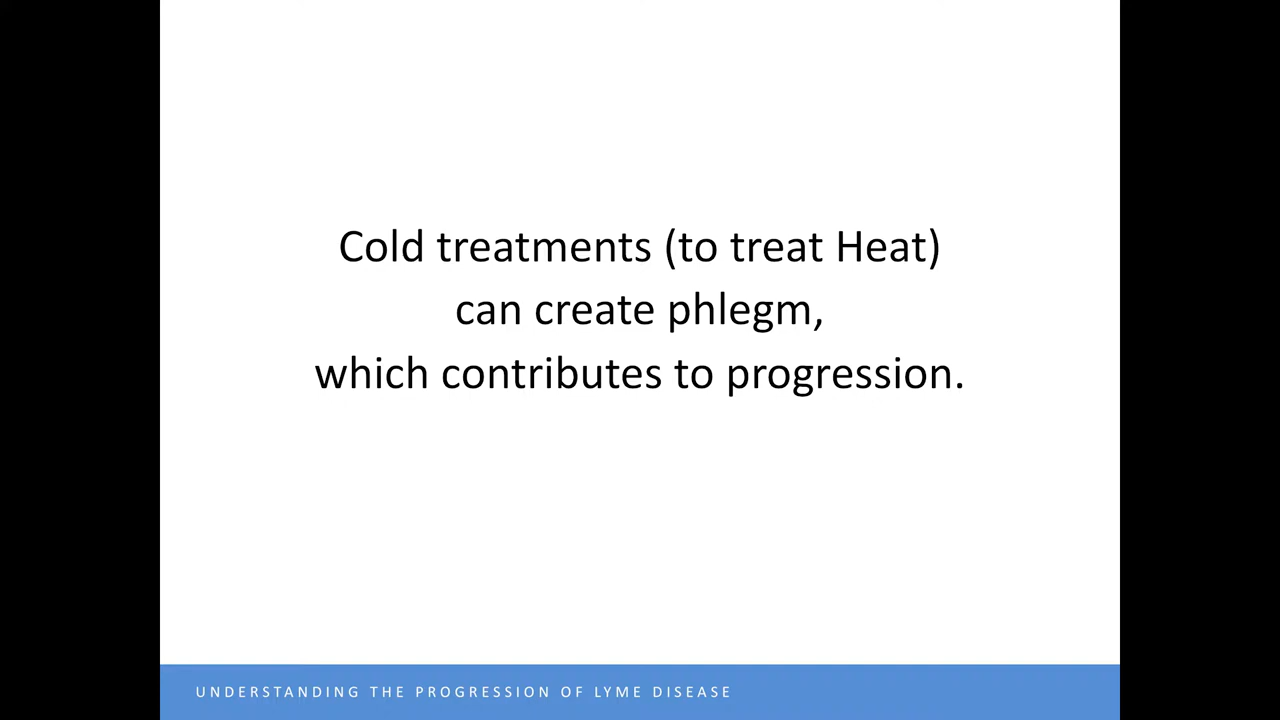 Cold treatments (to treat Heat)
can create phlegm,
which contributes to progression.
UNDERSTANDING THE PROGRESSION OF LYME DISEASE